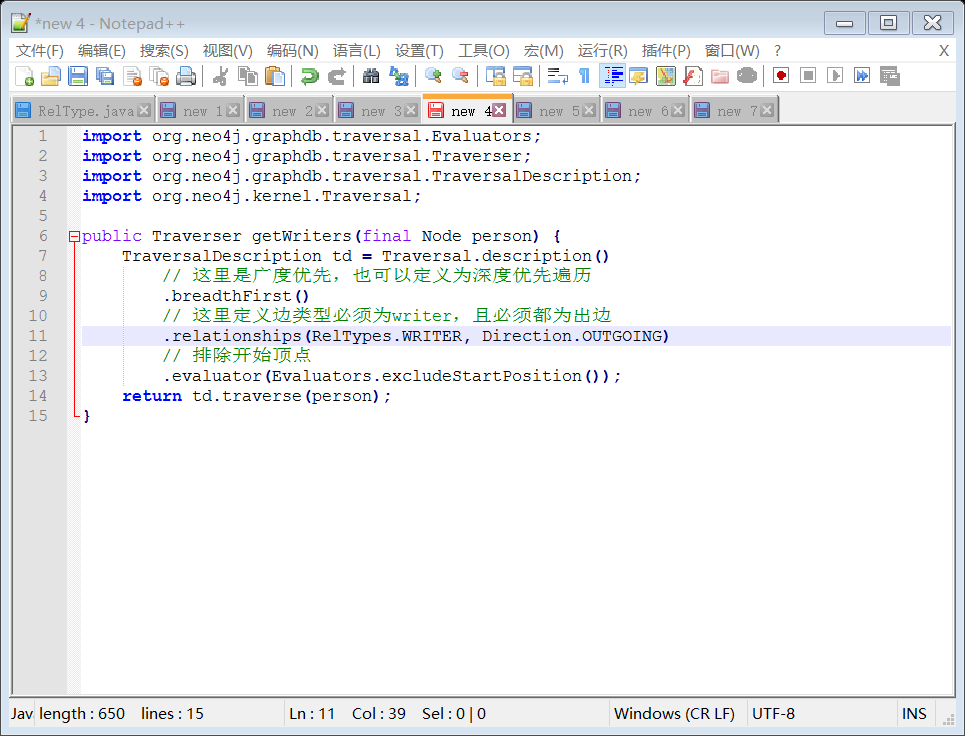 *new 4 - Notepad++
文件(F) 编辑(E) 搜索(S) 视图(V) 编码(N) 语言(L) 设置(T) 工具(O) 宏(M) 运行(R) 插件(P) 窗口(W) ? X
RelType.java new 1 new 2 new 3 new 4 new 5 new 6 new 7
1 import org.neo4j.graphdb.traversal.Evaluators;
2 import org.neo4j.graphdb.traversal.Traverser;
3 import org.neo4j.graphdb.traversal.TraversalDescription;
4 import org.neo4j.kernel.Traversal;
5
6 public Traverser getWriters(final Node person) {
7 TraversalDescription td = Traversal.description()
8 // 这里是广度优先，也可以定义为深度优先遍历
9 .breadthFirst()
10 // 这里定义边类型必须为writer，且必须都为出边
11 .relationships(RelTypes.WRITER, Direction.OUTGOING)
12 // 排除开始顶点
13 .evaluator(Evaluators.excludeStartPosition());
14 return td.traverse(person);
15 }
Jav length : 650 lines : 15 Ln : 11 Col : 39 Sel : 0 | 0 Windows (CR LF) UTF-8 INS